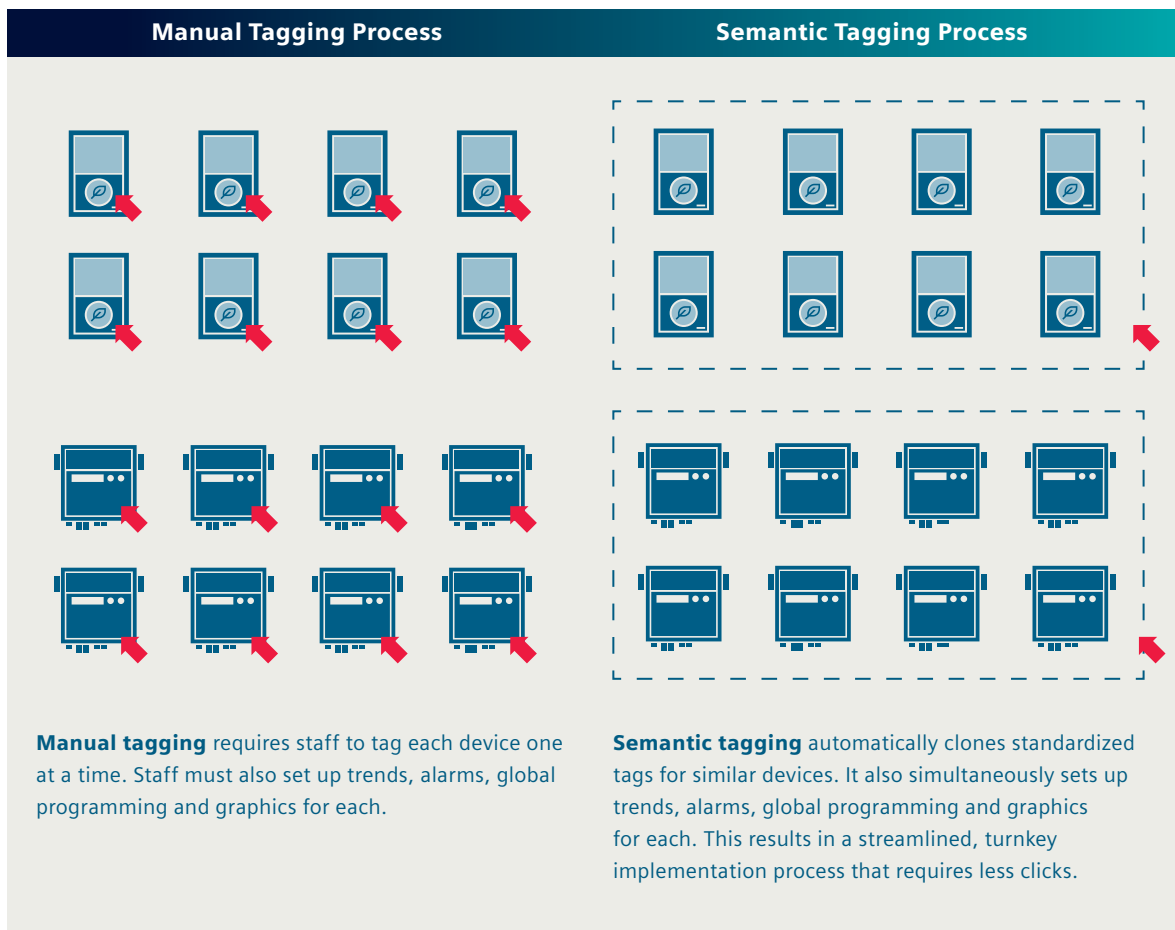 Manual Tagging Process
Semantic Tagging Process
Manual tagging requires staff to tag each device one
at a time. Staff must also set up trends, alarms, global
programming and graphics for each.
Semantic tagging automatically clones standardized
tags for similar devices. It also simultaneously sets up
trends, alarms, global programming and graphics
for each. This results in a streamlined, turnkey
implementation process that requires less clicks.